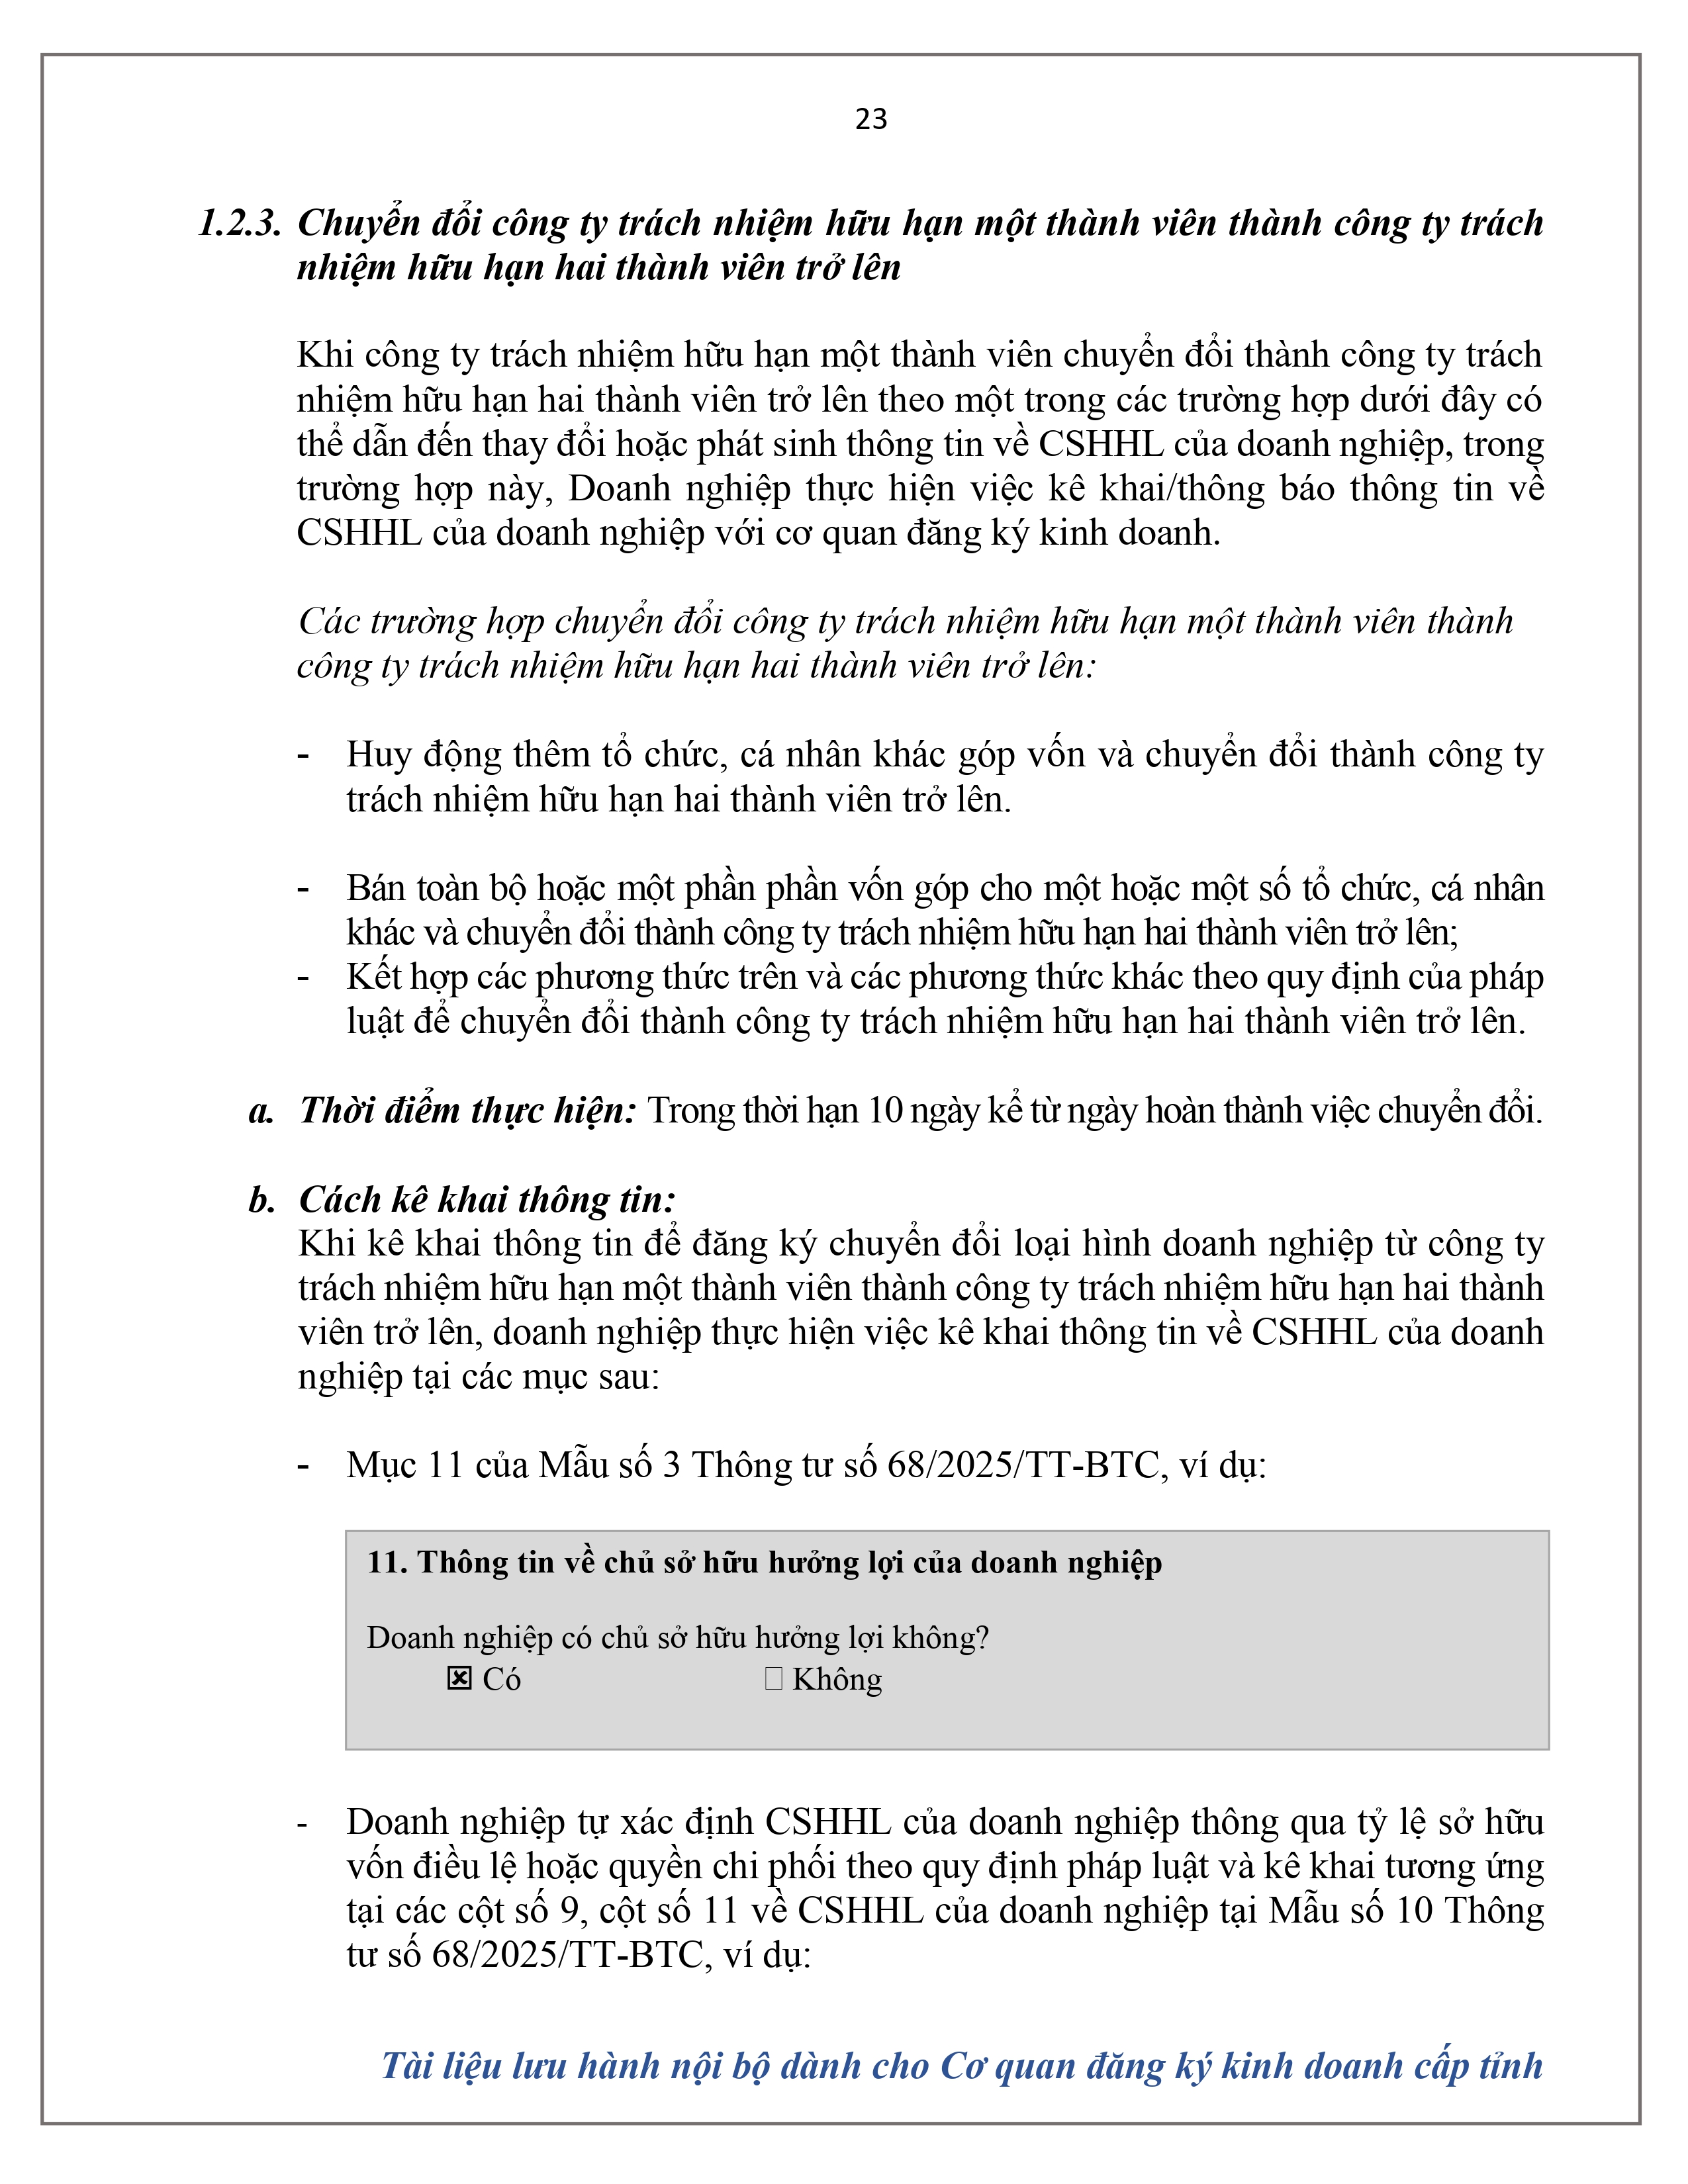 23
1.2.3. Chuyển đổi công ty trách nhiệm hữu hạn một thành viên thành công ty trách
nhiệm hữu hạn hai thành viên trở lên
Khi công ty trách nhiệm hữu hạn một thành viên chuyển đổi thành công ty trách
nhiệm hữu hạn hai thành viên trở lên theo một trong các trường hợp dưới đây có
thể dẫn đến thay đổi hoặc phát sinh thông tin về CSHHL của doanh nghiệp, trong
trường hợp này, Doanh nghiệp thực hiện việc kê khai/thông báo thông tin về
CSHHL của doanh nghiệp với cơ quan đăng ký kinh doanh.
Các trường hợp chuyển đổi công ty trách nhiệm hữu hạn một thành viên thành
công ty trách nhiệm hữu hạn hai thành viên trở lên:
- Huy động thêm tổ chức, cá nhân khác góp vốn và chuyển đổi thành công ty
trách nhiệm hữu hạn hai thành viên trở lên.
- Bán toàn bộ hoặc một phần phần vốn góp cho một hoặc một số tổ chức, cá nhân
khác và chuyển đổi thành công ty trách nhiệm hữu hạn hai thành viên trở lên;
- Kết hợp các phương thức trên và các phương thức khác theo quy định của pháp
luật để chuyển đổi thành công ty trách nhiệm hữu hạn hai thành viên trở lên.
a. Thời điểm thực hiện: Trong thời hạn 10 ngày kể từ ngày hoàn thành việc chuyển đổi.
b. Cách kê khai thông tin:
Khi kê khai thông tin để đăng ký chuyển đổi loại hình doanh nghiệp từ công ty
trách nhiệm hữu hạn một thành viên thành công ty trách nhiệm hữu hạn hai thành
viên trở lên, doanh nghiệp thực hiện việc kê khai thông tin về CSHHL của doanh
nghiệp tại các mục sau:
- Mục 11 của Mẫu số 3 Thông tư số 68/2025/TT-BTC, ví dụ:
11. Thông tin về chủ sở hữu hưởng lợi của doanh nghiệp
Doanh nghiệp có chủ sở hữu hưởng lợi không?
☒ Có ☐ Không
- Doanh nghiệp tự xác định CSHHL của doanh nghiệp thông qua tỷ lệ sở hữu
vốn điều lệ hoặc quyền chi phối theo quy định pháp luật và kê khai tương ứng
tại các cột số 9, cột số 11 về CSHHL của doanh nghiệp tại Mẫu số 10 Thông
tư số 68/2025/TT-BTC, ví dụ:
Tài liệu lưu hành nội bộ dành cho Cơ quan đăng ký kinh doanh cấp tỉnh